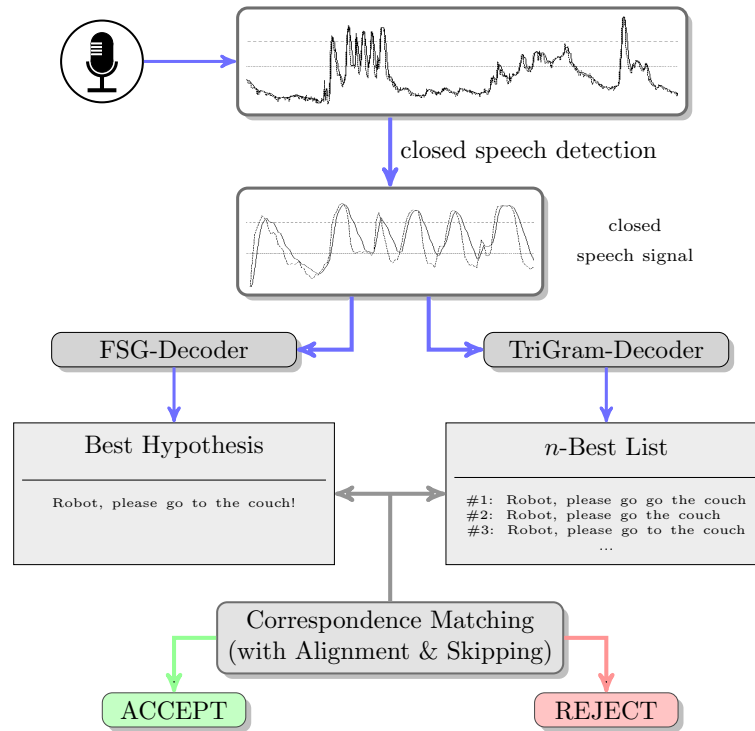 closed speech detection
closed
speech signal
FSG-Decoder
TriGram-Decoder
Best Hypothesis
Robot, please go to the couch!
n-Best List
#1: Robot, please go go the couch
#2: Robot, please go the couch
#3: Robot, please go to the couch
...
Correspondence Matching
(with Alignment & Skipping)
ACCEPT
REJECT